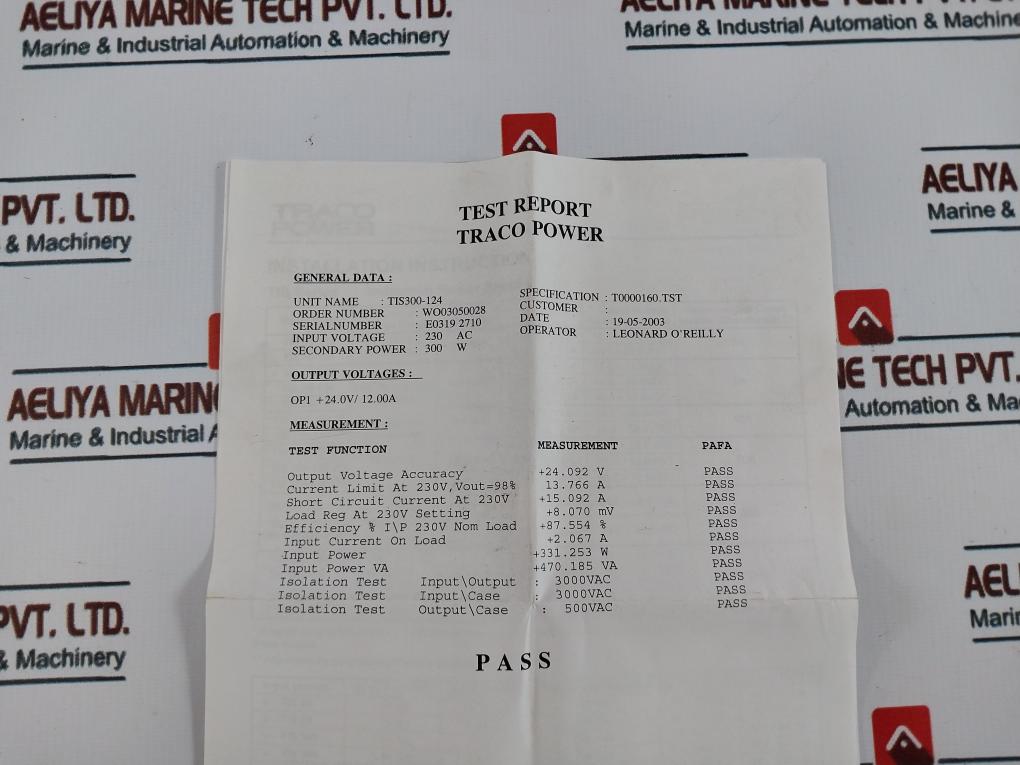 AELIYA MARINE TECH PVT. LTD.
Marine & Industrial Automation & Machinery
Marine & Industrial Automation & Machine
PVT. LTD.
& Machinery
AELIYA
Marine &
TEST REPORT
TRACO POWER
GENERAL DATA :
UNIT NAME : TIS300-124
ORDER NUMBER : WO03050028
SERIALNUMBER : E0319 2710
INPUT VOLTAGE : 230 AC
SECONDARY POWER : 300 W
SPECIFICATION : T0000160.TST
CUSTOMER :
DATE : 19-05-2003
OPERATOR : LEONARD O'REILLY
OUTPUT VOLTAGES :
OP1 +24.0V/ 12.00A
MEASUREMENT :
TEST FUNCTION MEASUREMENT PAFA
Output Voltage Accuracy +24.092 V PASS
Current Limit At 230V,Vout=98% 13.766 A PASS
Short Circuit Current At 230V +15.092 A PASS
Load Reg At 230V Setting +8.070 mV PASS
Efficiency % I\P 230V Nom Load +87.554 % PASS
Input Current On Load +2.067 A PASS
Input Power +331.253 W PASS
Input Power VA +470.185 VA PASS
Isolation Test Input\Output : 3000VAC PASS
Isolation Test Input\Case : 3000VAC PASS
Isolation Test Output\Case : 500VAC PASS
PASS
AELIYA MARIN
Marine & Industrial
NE TECH PVT.
Automation & Ma
PVT. LTD.
& Machinery
AEL
Marin